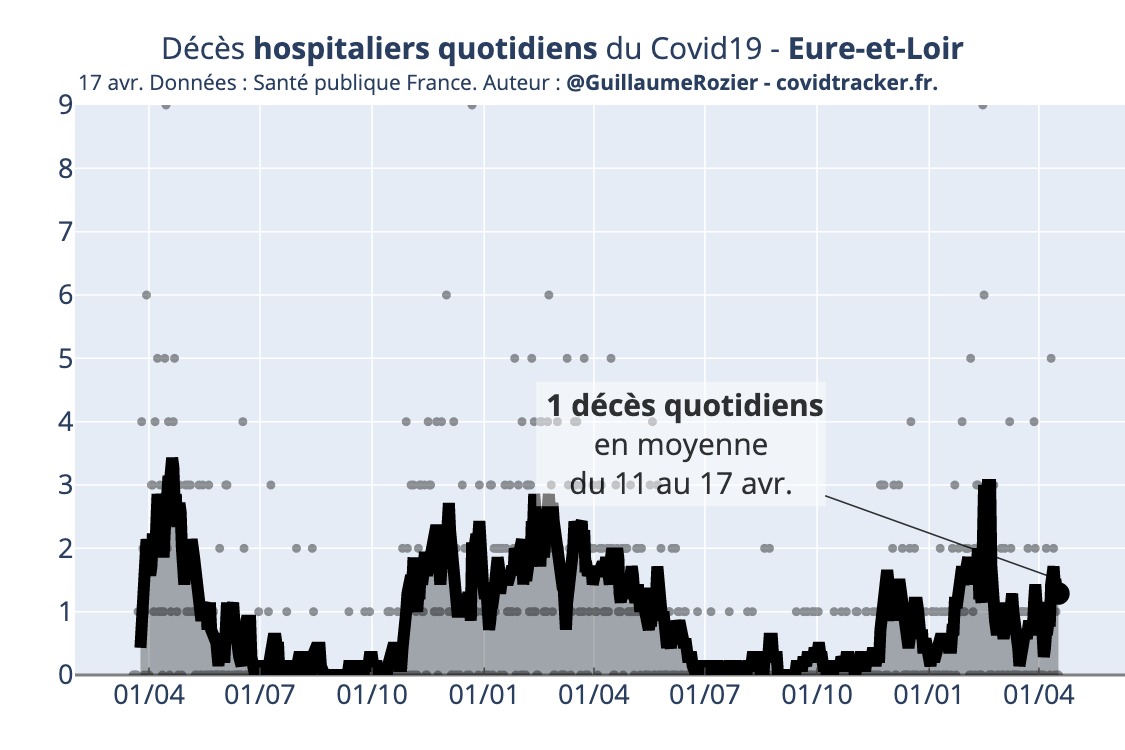 Décès hospitaliers quotidiens du Covid19 - Eure-et-Loir
17 avr. Données : Santé publique France. Auteur : @GuillaumeRozier - covidtracker.fr.
9
8
7
6
5
4
3
2
1
0
1 décès quotidiens
en moyenne
du 11 au 17 avr.
01/04 01/07 01/10 01/01 01/04 01/07 01/10 01/01 01/04